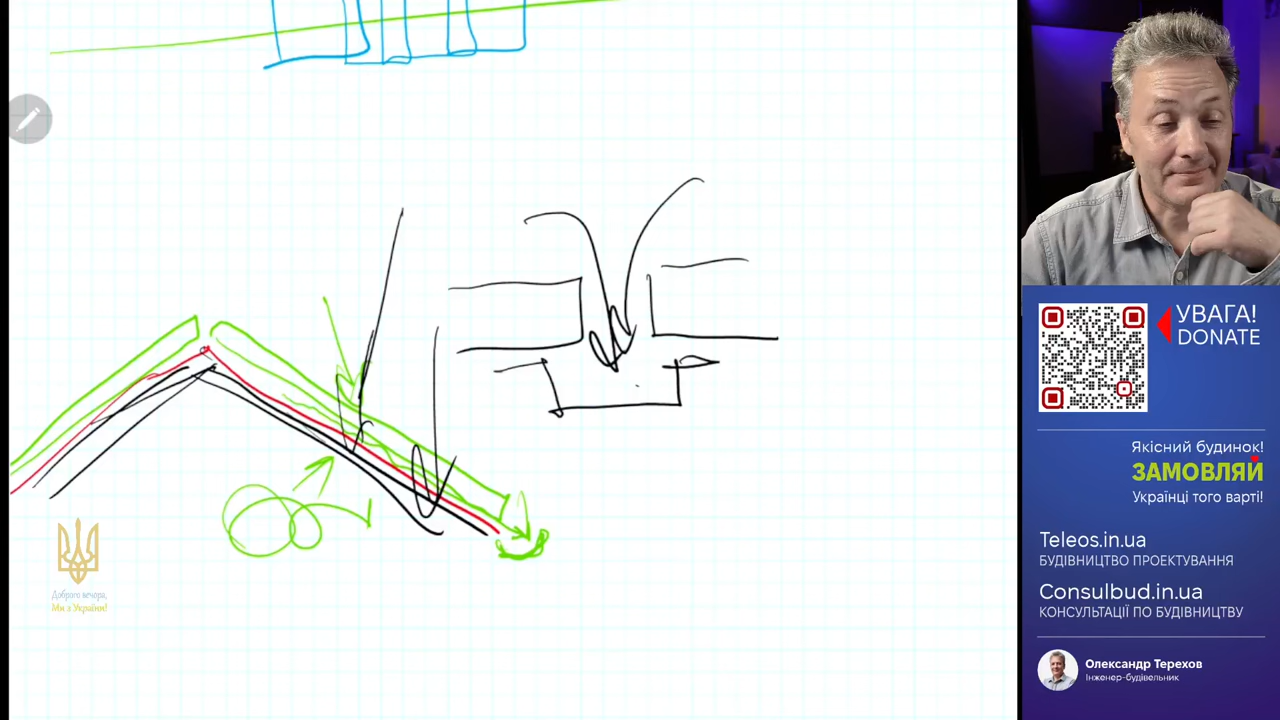 УВАГА!
DONATE
Якісний будинок!
ЗАМОВЛЯЙ
Українці того варті!
Teleos.in.ua
БУДІВНИЦТВО ПРОЕКТУВАННЯ
Consulbud.in.ua
КОНСУЛЬТАЦІЇ ПО БУДІВНИЦТВУ
Олександр Терехов
Інженер-будівельник
Доброго вечора,
Ми з України!